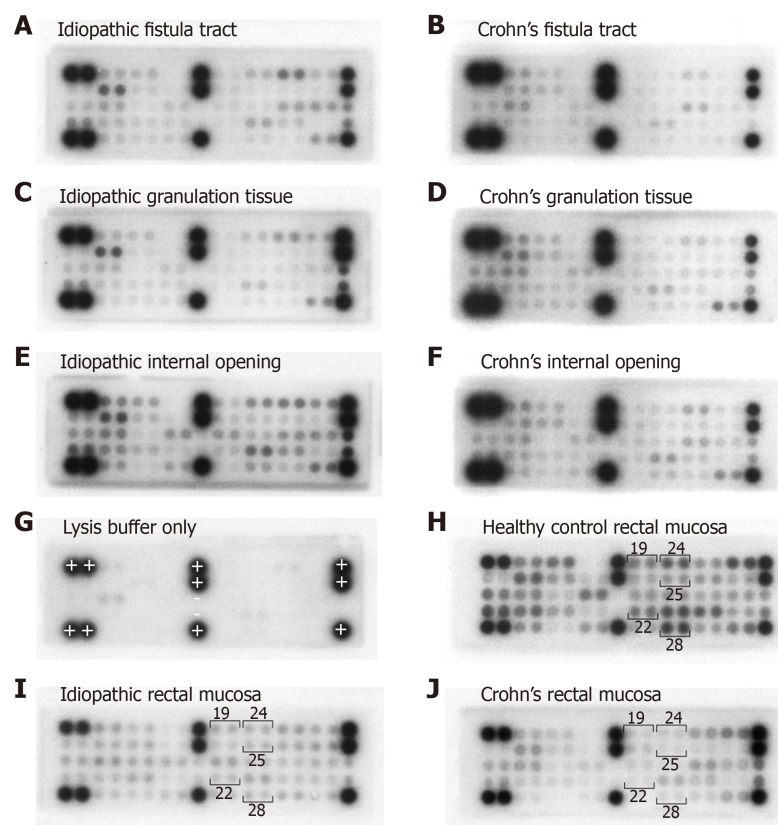 A Idiopathic fistula tract
B Crohn's fistula tract
C Idiopathic granulation tissue
D Crohn's granulation tissue
E Idiopathic internal opening
F Crohn's internal opening
G Lysis buffer only
+ + + +
+ +
-
-
+ + + +
H Healthy control rectal mucosa
19 24
25
22
28
I Idiopathic rectal mucosa
19 24
25
22
28
J Crohn's rectal mucosa
19 24
25
22
28